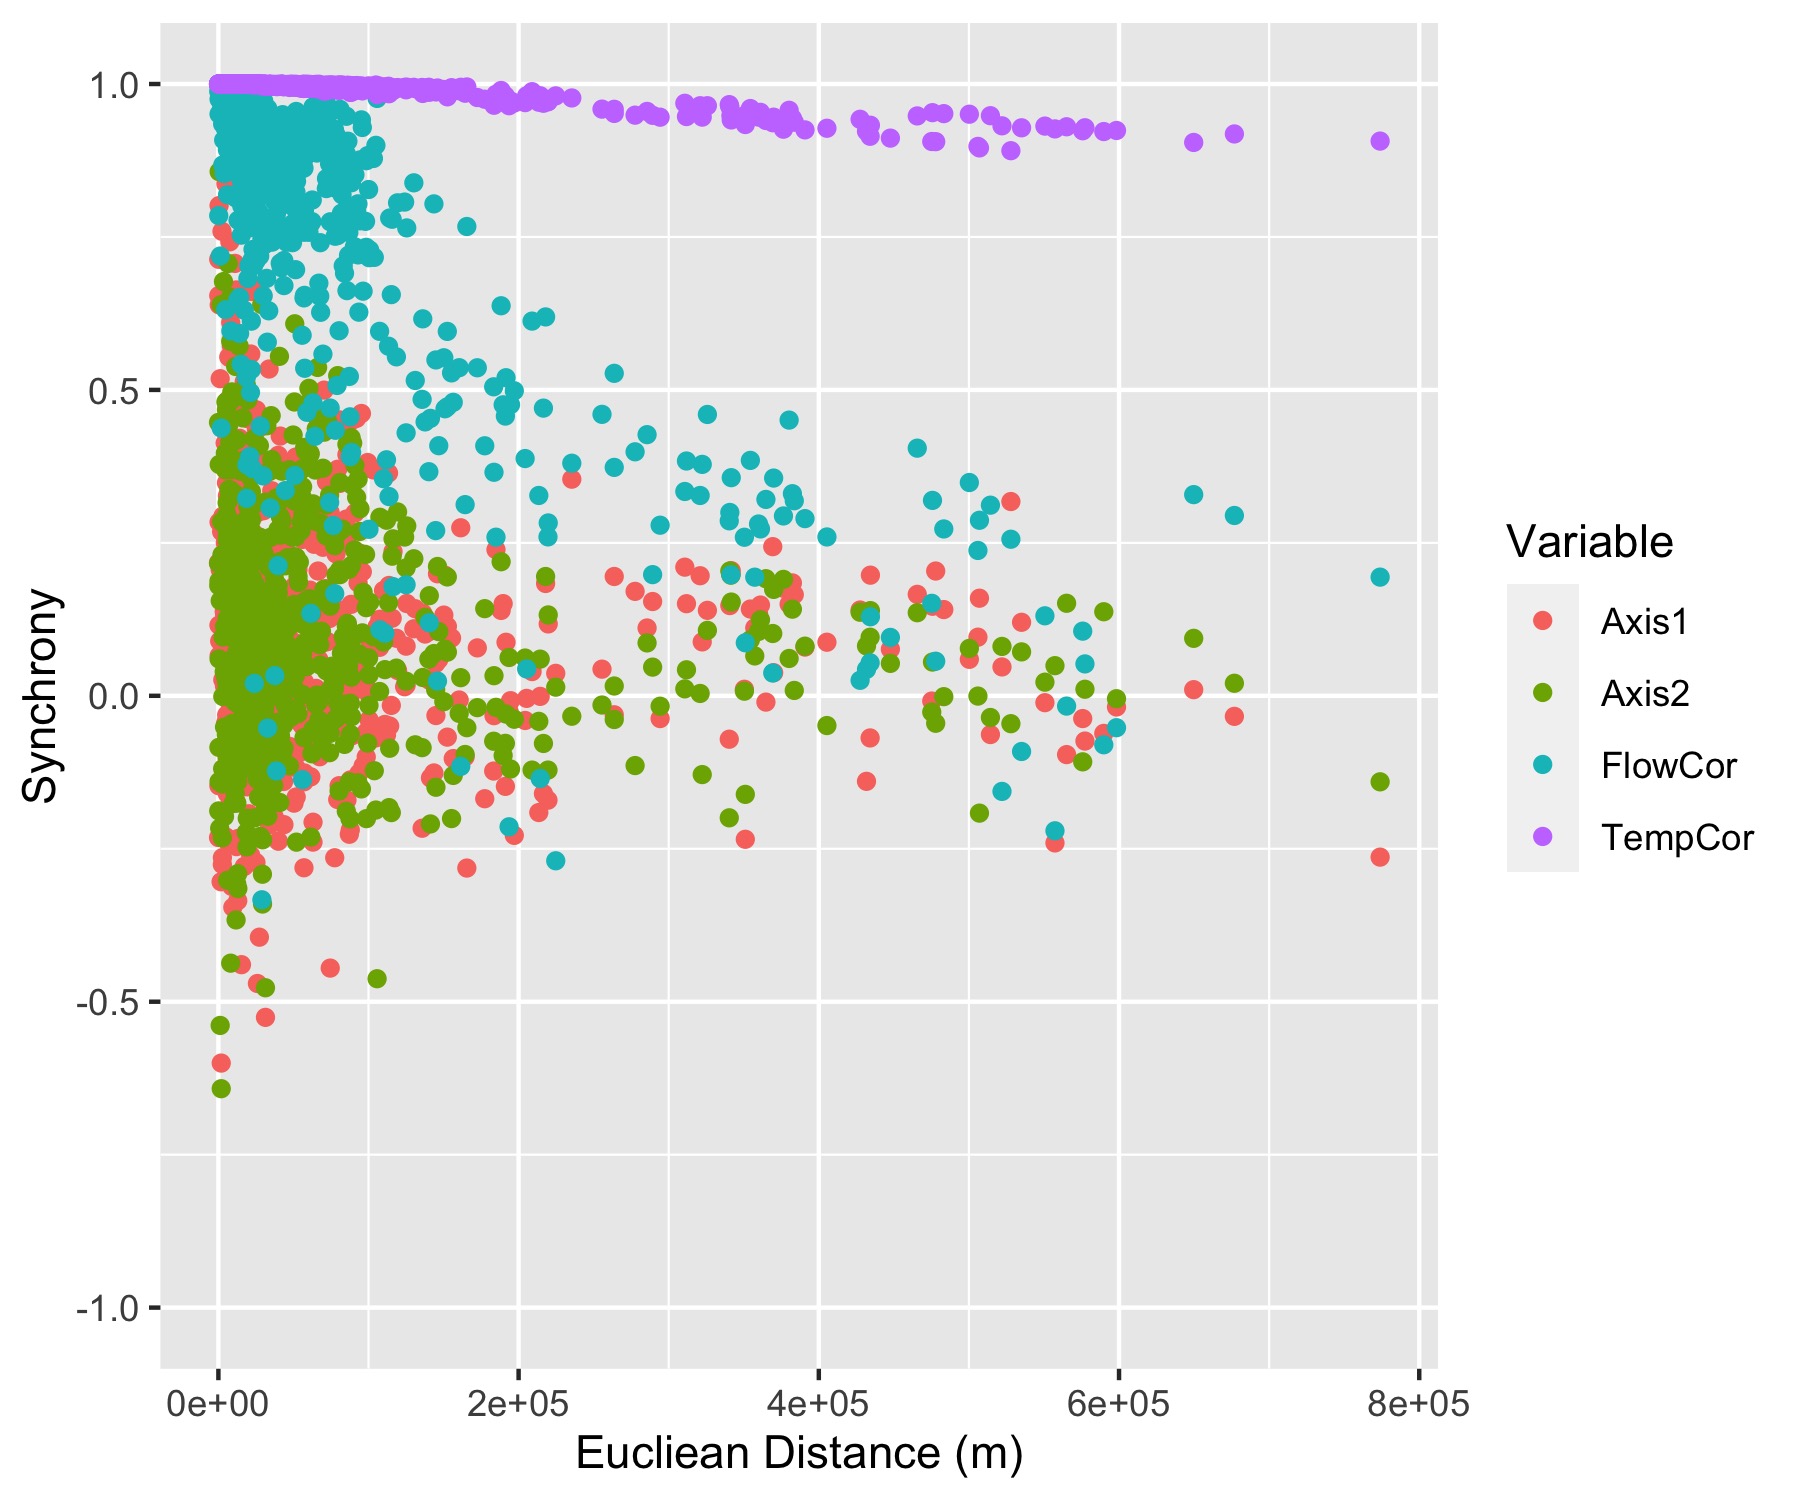 1.0
0.5
0.0
-0.5
-1.0
Synchrony
0e+00 2e+05 4e+05 6e+05 8e+05
Eucliean Distance (m)
Variable
Axis1
Axis2
FlowCor
TempCor